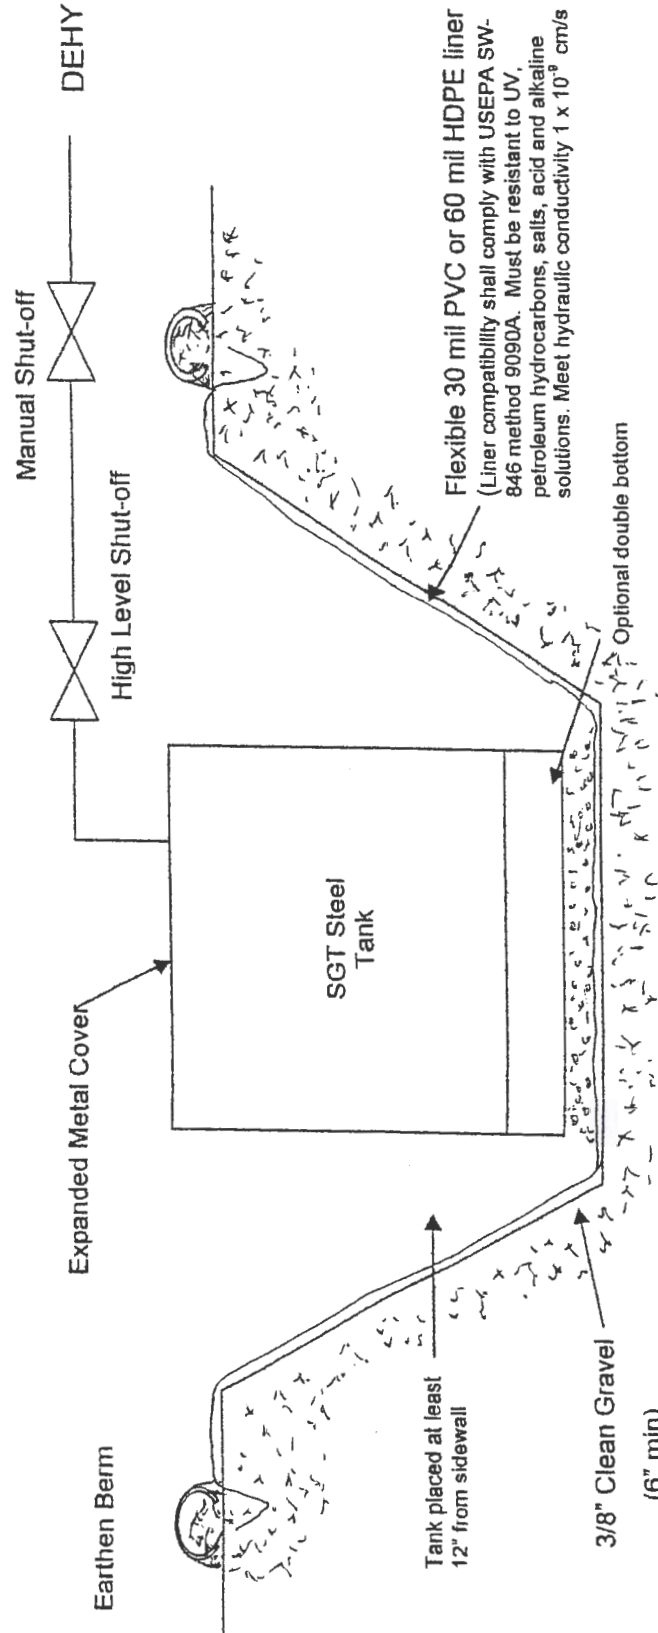 Manual Shut-off
DEHY
High Level Shut-off
Expanded Metal Cover
Earthen Berm
SGT Steel
Tank
Tank placed at least
12" from sidewall
3/8" Clean Gravel
(6" min)
Flexible 30 mil PVC or 60 mil HDPE liner
(Liner compatibility shall comply with USEPA SW-
846 method 9090A. Must be resistant to UV,
petroleum hydrocarbons, salts, acid and alkaline
solutions. Meet hydraulic conductivity 1 x 10⁻⁹ cm/s
Optional double bottom